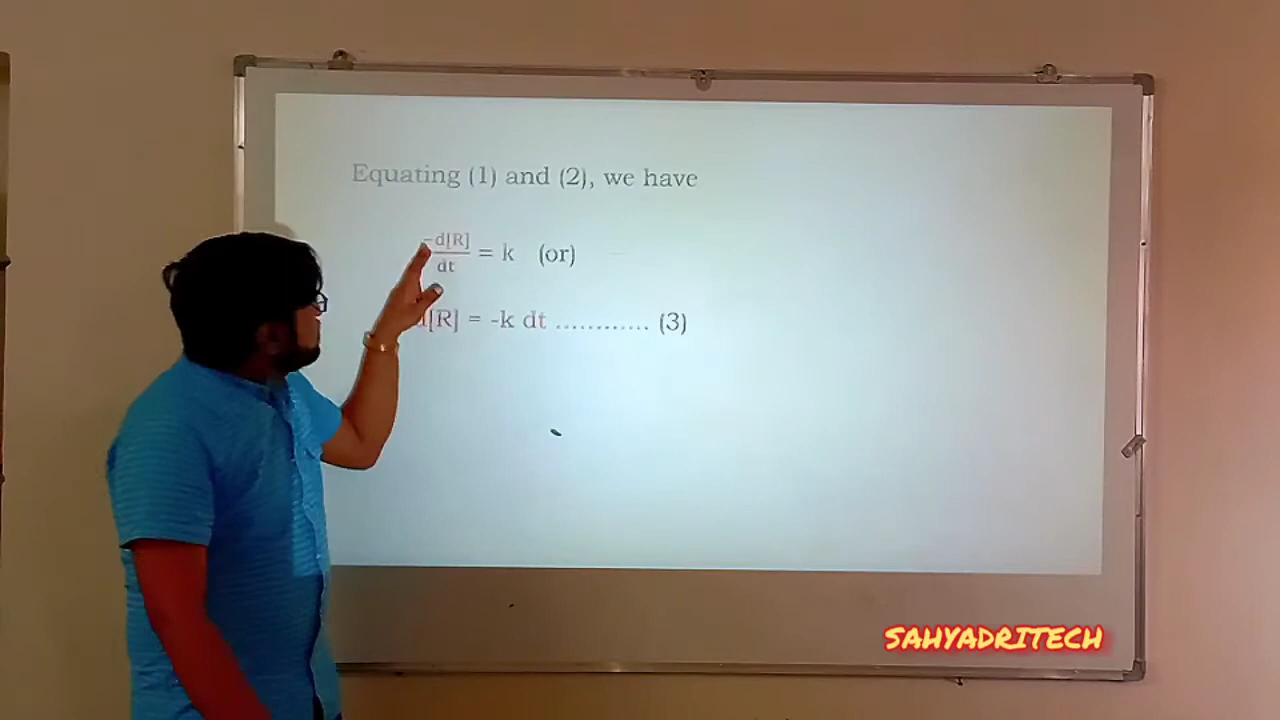 Equating (1) and (2), we have
-d[R]/dt = k (or)
d[R] = -k dt ............ (3)
SAHYADRITECH